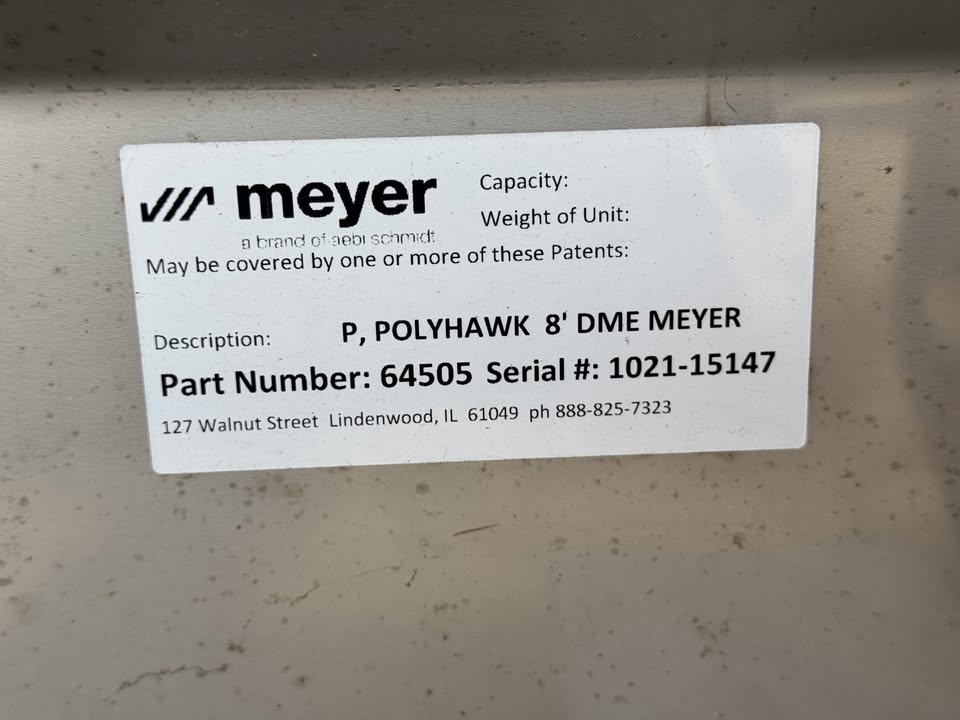 meyer
a brand of aebi schmidt
Capacity:
Weight of Unit:
May be covered by one or more of these Patents:
Description: P, POLYHAWK 8' DME MEYER
Part Number: 64505 Serial #: 1021-15147
127 Walnut Street Lindenwood, IL 61049 ph 888-825-7323